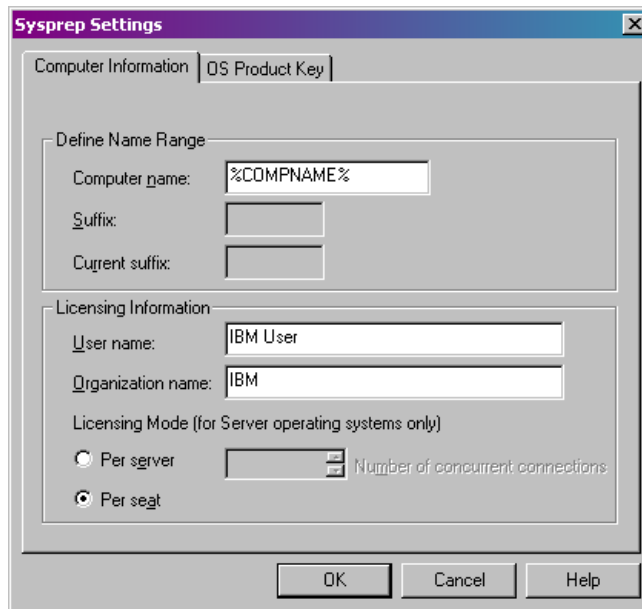 Sysprep Settings
Computer Information
OS Product Key
Define Name Range
Computer name: %COMPNAME%
Suffix:
Current suffix:
Licensing Information
User name: IBM User
Organization name: IBM
Licensing Mode (for Server operating systems only)
Per server Number of concurrent connections
Per seat
OK Cancel Help